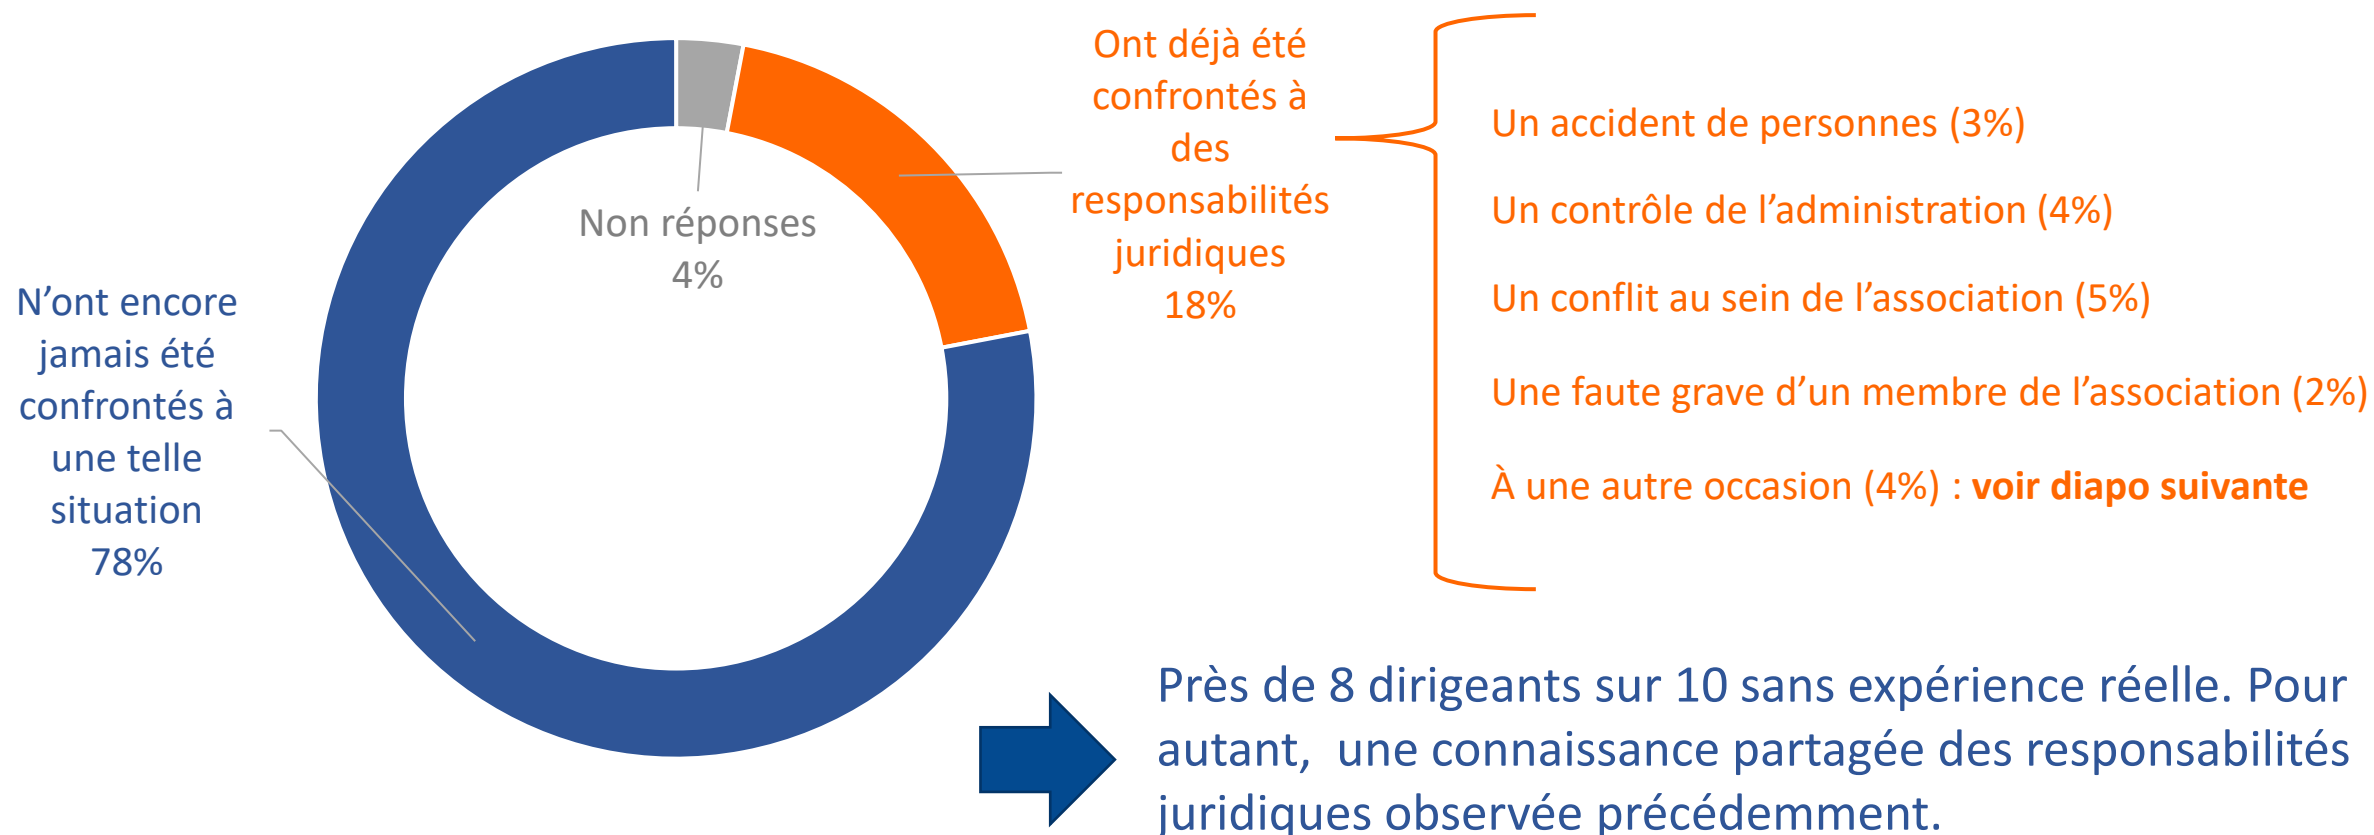 N’ont encore
jamais été
confrontés à
une telle
situation
78%
Non réponses
4%
Ont déjà été
confrontés à
des
responsabilités
juridiques
18%
Un accident de personnes (3%)
Un contrôle de l’administration (4%)
Un conflit au sein de l’association (5%)
Une faute grave d’un membre de l’association (2%)
À une autre occasion (4%) : voir diapo suivante
Près de 8 dirigeants sur 10 sans expérience réelle. Pour
autant,  une connaissance partagée des responsabilités
juridiques observée précédemment.